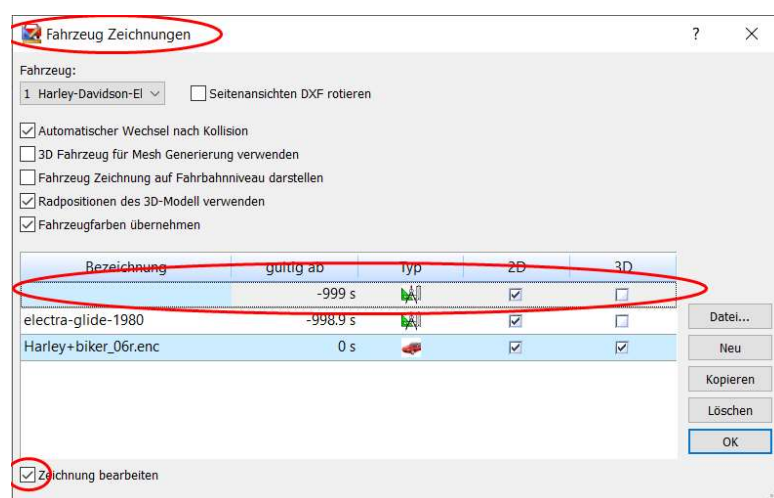 Fahrzeug Zeichnungen ?
Fahrzeug:
1 Harley-Davidson-El Seitenansichten DXF rotieren
Automatischer Wechsel nach Kollision
3D Fahrzeug für Mesh Generierung verwenden
Fahrzeug Zeichnung auf Fahrbahnniveau darstellen
Radpositionen des 3D-Modell verwenden
Fahrzeugfarben übernehmen
Bezeichnung gültig ab Typ 2D 3D
-999 s
electra-glide-1980 -998.9 s
Harley+biker_06r.enc 0 s
Datei...
Neu
Kopieren
Löschen
OK
Zeichnung bearbeiten